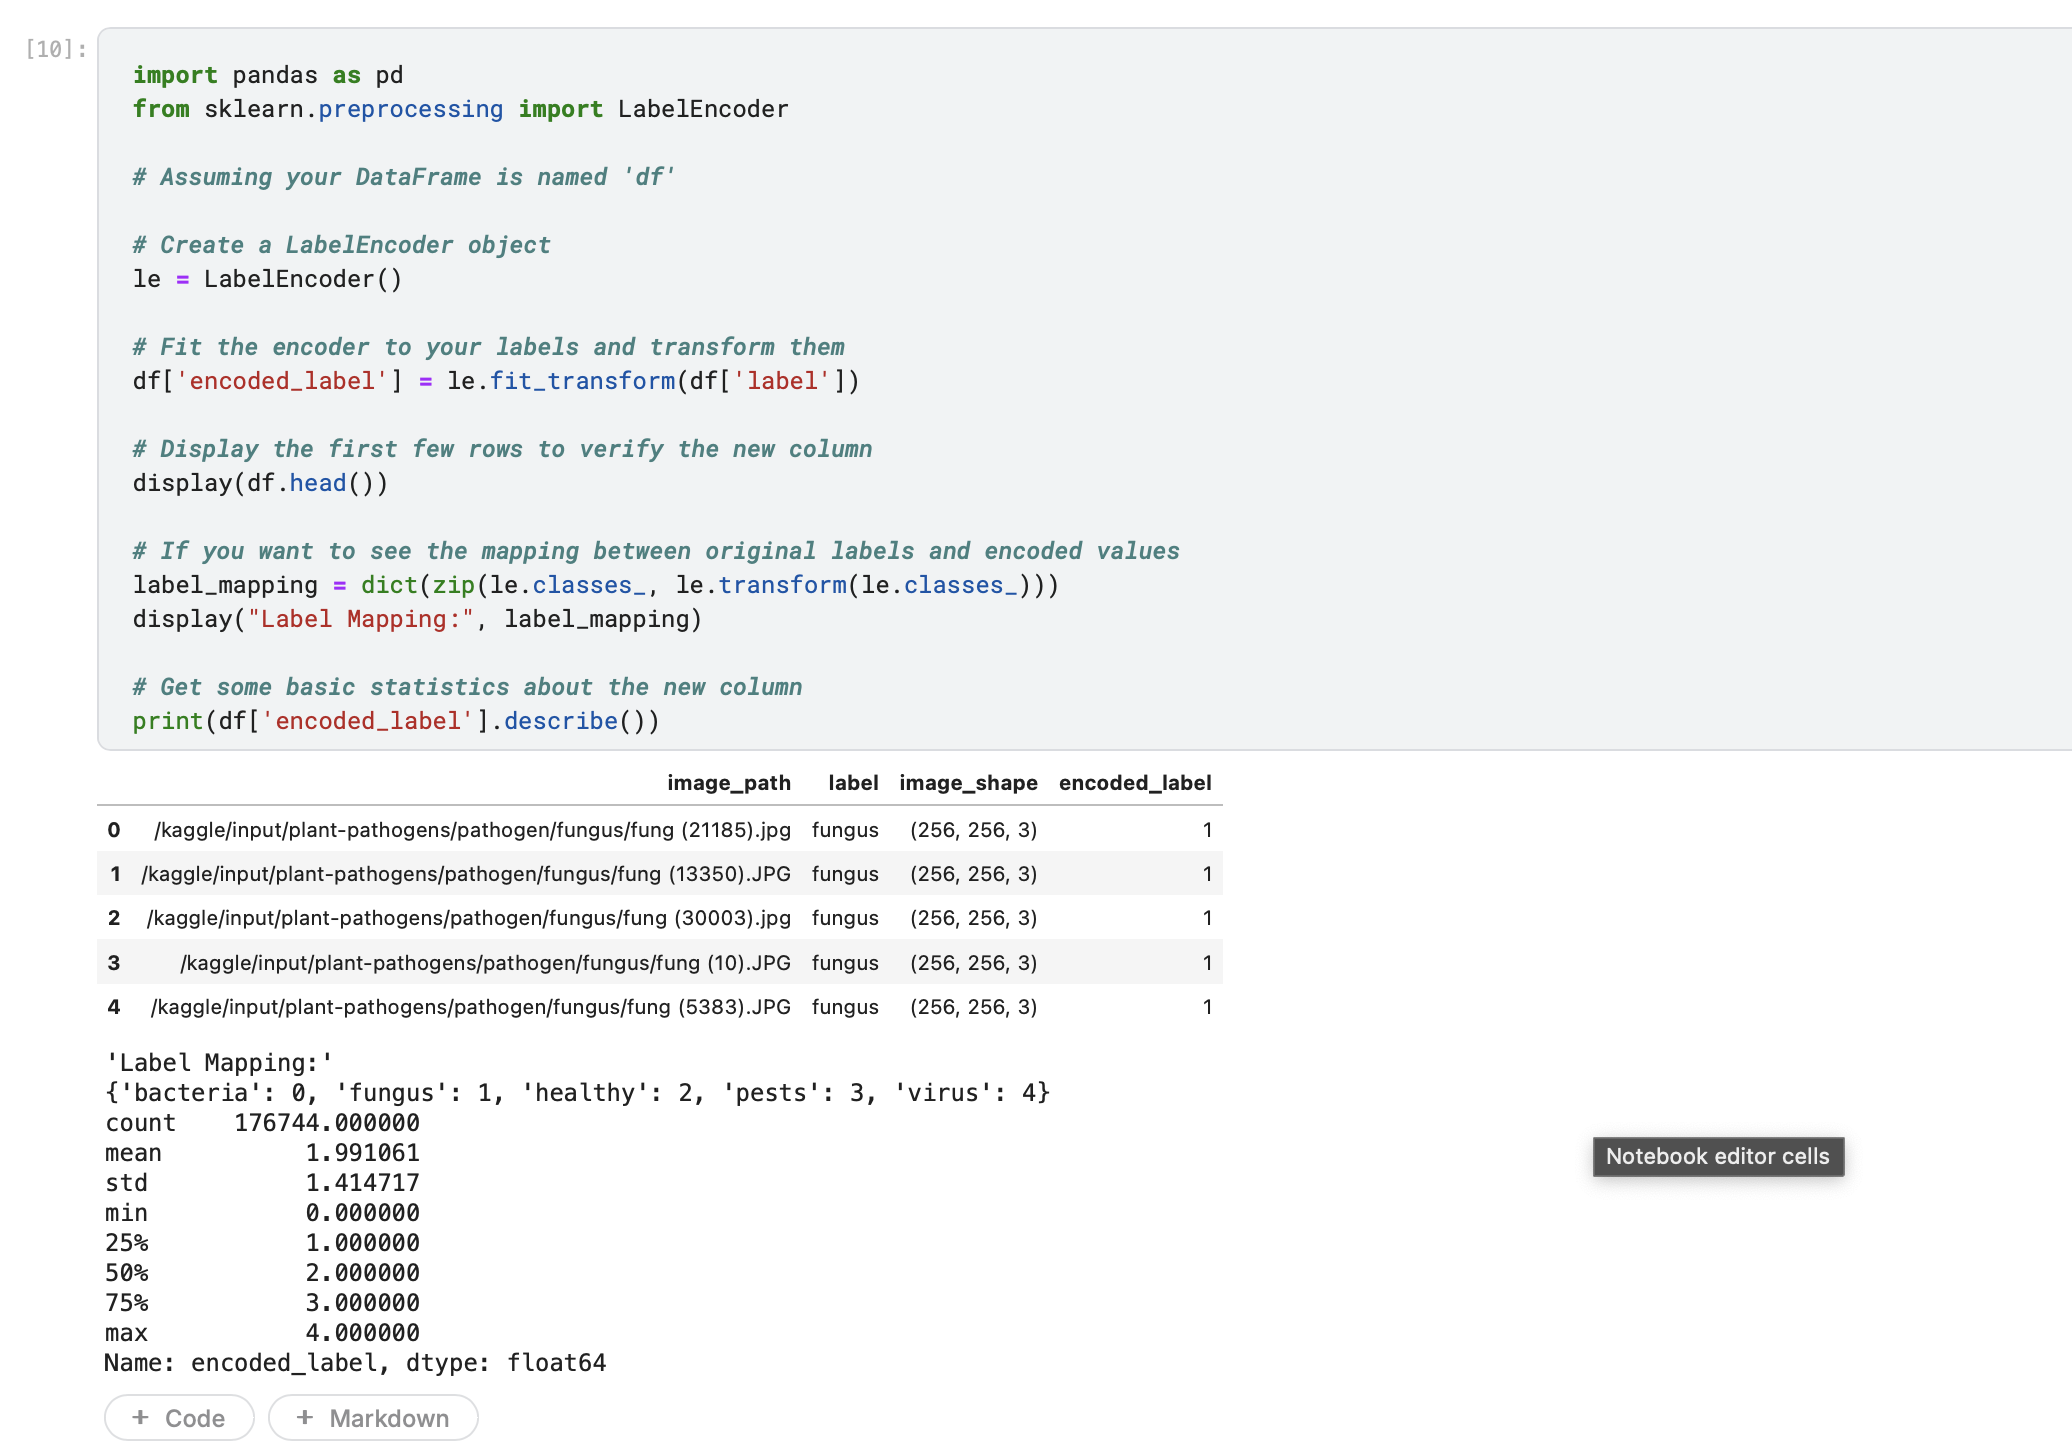 [10]:
import pandas as pd
from sklearn.preprocessing import LabelEncoder
# Assuming your DataFrame is named 'df'
# Create a LabelEncoder object
le = LabelEncoder()
# Fit the encoder to your labels and transform them
df['encoded_label'] = le.fit_transform(df['label'])
# Display the first few rows to verify the new column
display(df.head())
# If you want to see the mapping between original labels and encoded values
label_mapping = dict(zip(le.classes_, le.transform(le.classes_)))
display("Label Mapping:", label_mapping)
# Get some basic statistics about the new column
print(df['encoded_label'].describe())
image_path label image_shape encoded_label
0 /kaggle/input/plant-pathogens/pathogen/fungus/fung (21185).jpg fungus (256, 256, 3) 1
1 /kaggle/input/plant-pathogens/pathogen/fungus/fung (13350).JPG fungus (256, 256, 3) 1
2 /kaggle/input/plant-pathogens/pathogen/fungus/fung (30003).jpg fungus (256, 256, 3) 1
3 /kaggle/input/plant-pathogens/pathogen/fungus/fung (10).JPG fungus (256, 256, 3) 1
4 /kaggle/input/plant-pathogens/pathogen/fungus/fung (5383).JPG fungus (256, 256, 3) 1
'Label Mapping:'
{'bacteria': 0, 'fungus': 1, 'healthy': 2, 'pests': 3, 'virus': 4}
count 176744.000000
mean 1.991061
Notebook editor cells
std 1.414717
min 0.000000
25% 1.000000
50% 2.000000
75% 3.000000
max 4.000000
Name: encoded_label, dtype: float64
+ Code + Markdown